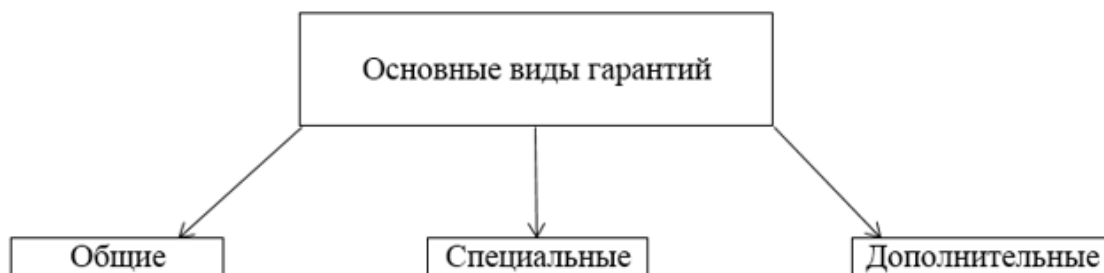 Основные виды гарантий
Общие
Специальные
Дополнительные